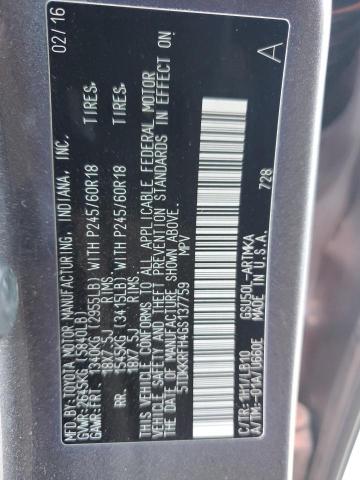 MFD.BY:TOYOTA MOTOR MANUFACTURING, INDIANA, INC. 02/16
GVWR:2645KG (5840LB)
GAWR:FRT. 1340KG (2955LB) WITH P245/60R18 TIRES,
18X7.5J RIMS.
RR. 1545KG (3415LB) WITH P245/60R18 TIRES,
18X7.5J RIMS.
THIS VEHICLE CONFORMS TO ALL APPLICABLE FEDERAL MOTOR
VEHICLE SAFETY AND THEFT PREVENTION STANDARDS IN EFFECT ON
THE DATE OF MANUFACTURE SHOWN ABOVE.
5TDKKRFH4GS137759 MPV
A
728
C/TR:1H1/LB10 GSU50L-ARTMKA
A/TM:-01A/U660E MADE IN U.S.A.